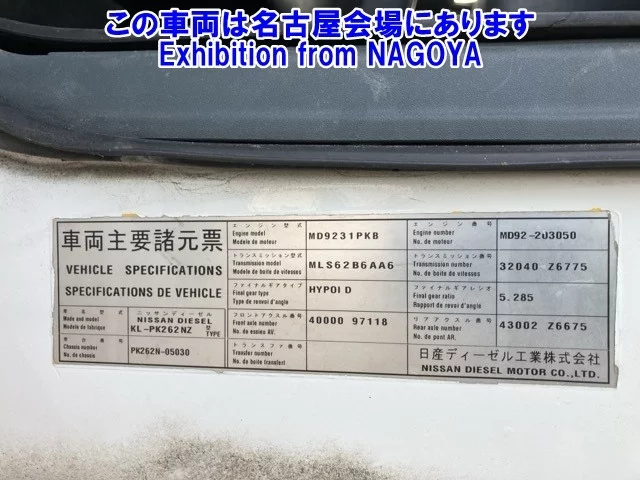 この車両は名古屋会場にあります
Exhibition from NAGOYA
車両主要諸元票
VEHICLE SPECIFICATIONS
SPECIFICATIONS DE VEHICLE
車名
Made and model
Modele de fabrique
ニッサンディーゼル
NISSAN DIESEL
KL-PK262NZ 型 TYPE
車台番号
Chassis number
No. de chassis
PK262N-05030
エンジン型式
Engine model
Modele de moteur
MD9231PKB
トランスミッション型式
Transmission model
Modele de boite de vitesses
MLS62B6AA6
ファイナルギアタイプ
Final gear type
Type de renvoi d'angle
HYPOID
フロントアクスル番号
Front axle number
No. de essieu AV.
40000 97118
トランスファ番号
Transfer number
No. de boite transfert
エンジン番号
Engine number
No. de moteur
MD92-203050
トランスミッション番号
Transmission number
No. de boite de vitesses
32040 Z6775
ファイナルギアレシオ
Final gear ratio
Rapport de renvoi d'angle
5.285
リアアクスル番号
Rear axle number
No. de pont AR.
43002 Z6675
日産ディーゼル工業株式会社
NISSAN DIESEL MOTOR CO.,LTD.